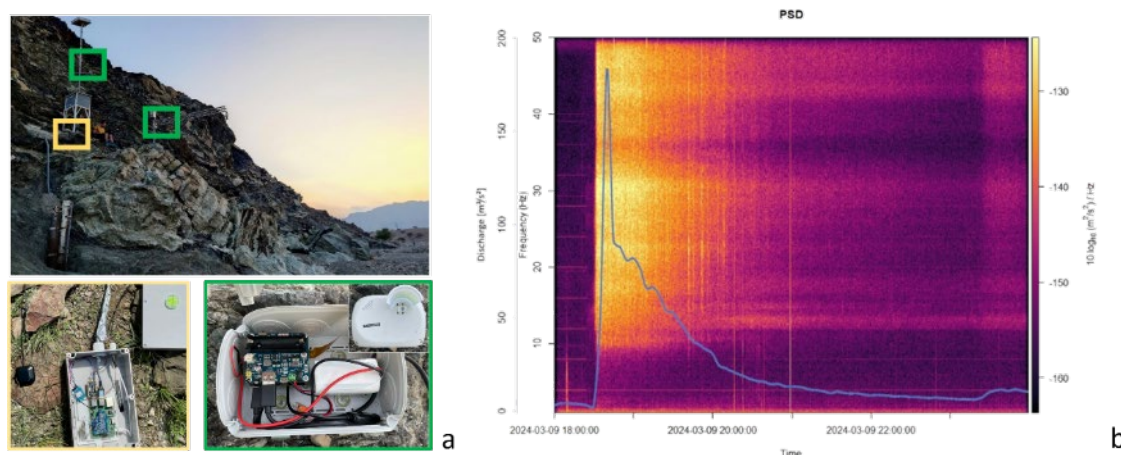 PSD
200
150
100
50
0
Discharge [m³/s²]
50
40
30
20
10
Frequency (Hz)
-130
-140
-150
-160
10 log₁₀ (m²/s²) / Hz
2024-03-09 18:00:00
2024-03-09 20:00:00
2024-03-09 22:00:00
Time
a
b